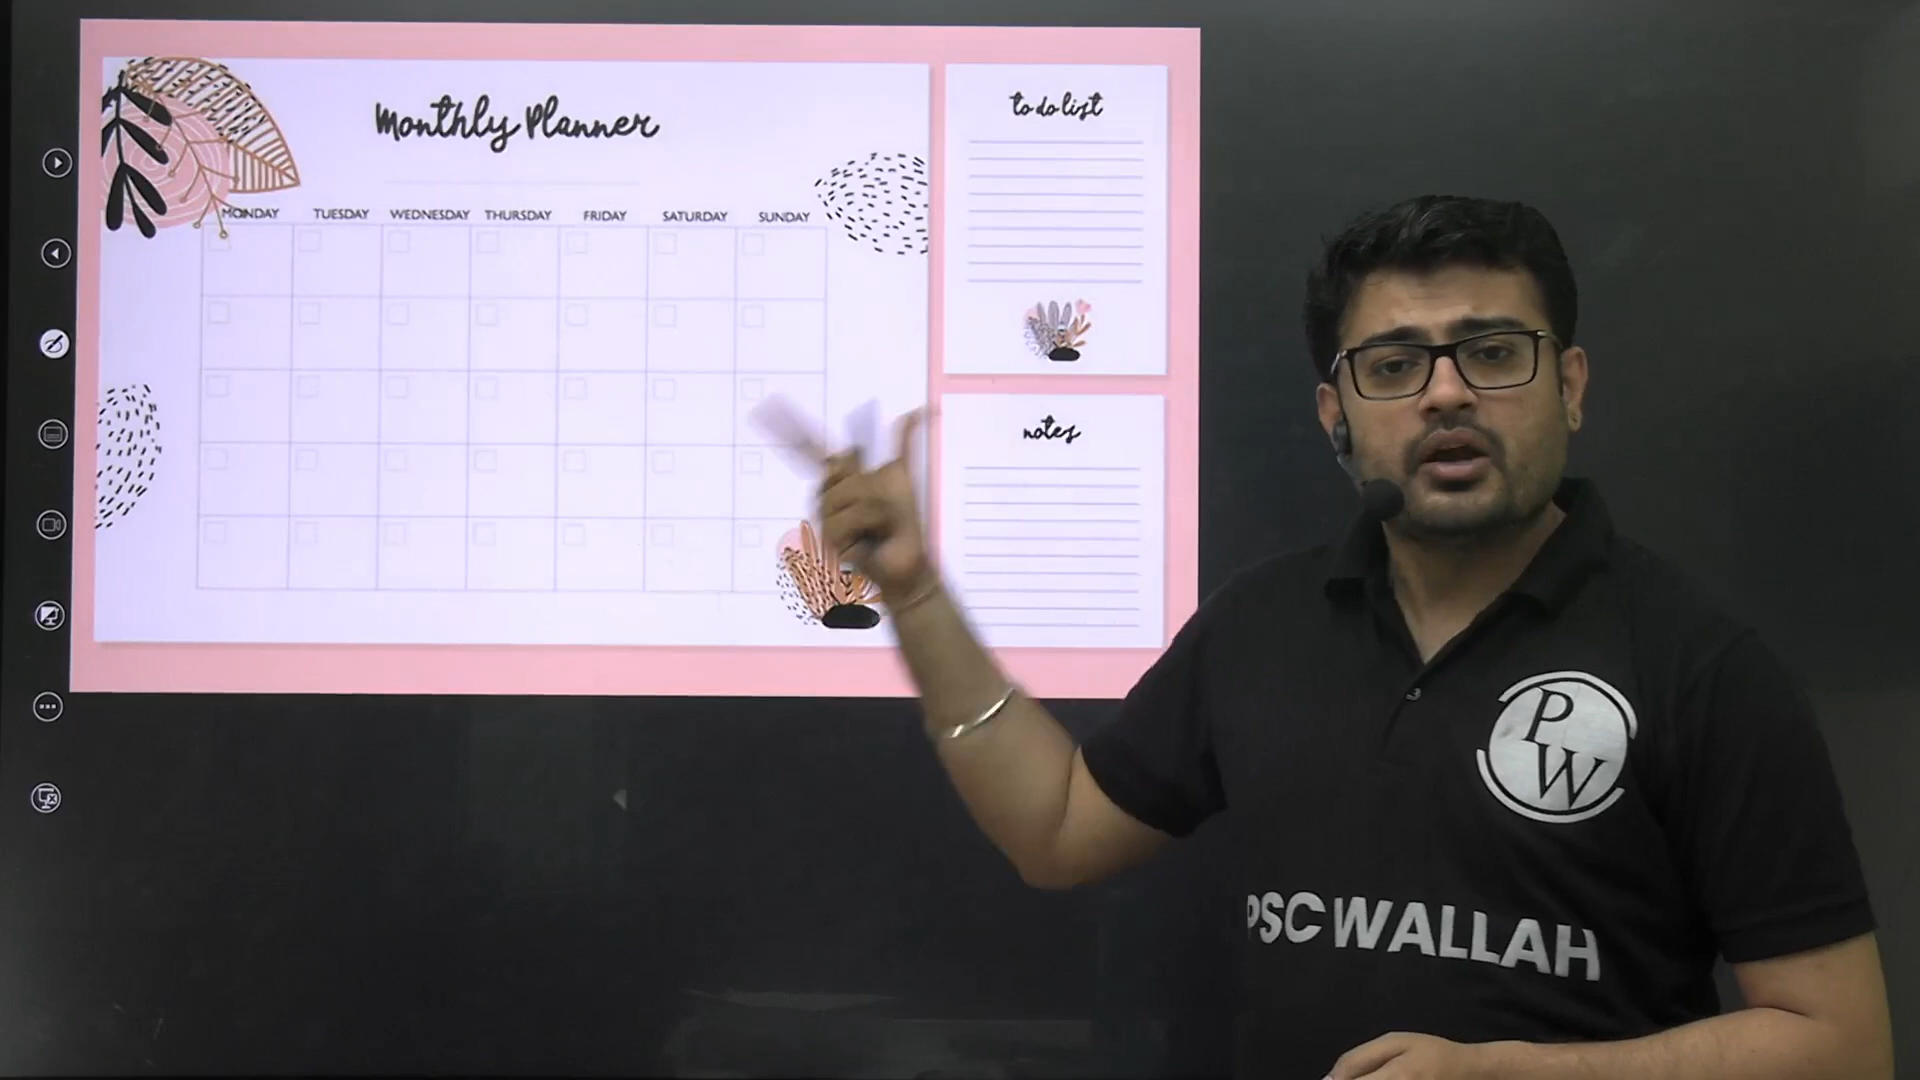 Monthly Planner
MONDAY TUESDAY WEDNESDAY THURSDAY FRIDAY SATURDAY SUNDAY
to do list
notes
PW
PSC WALLAH